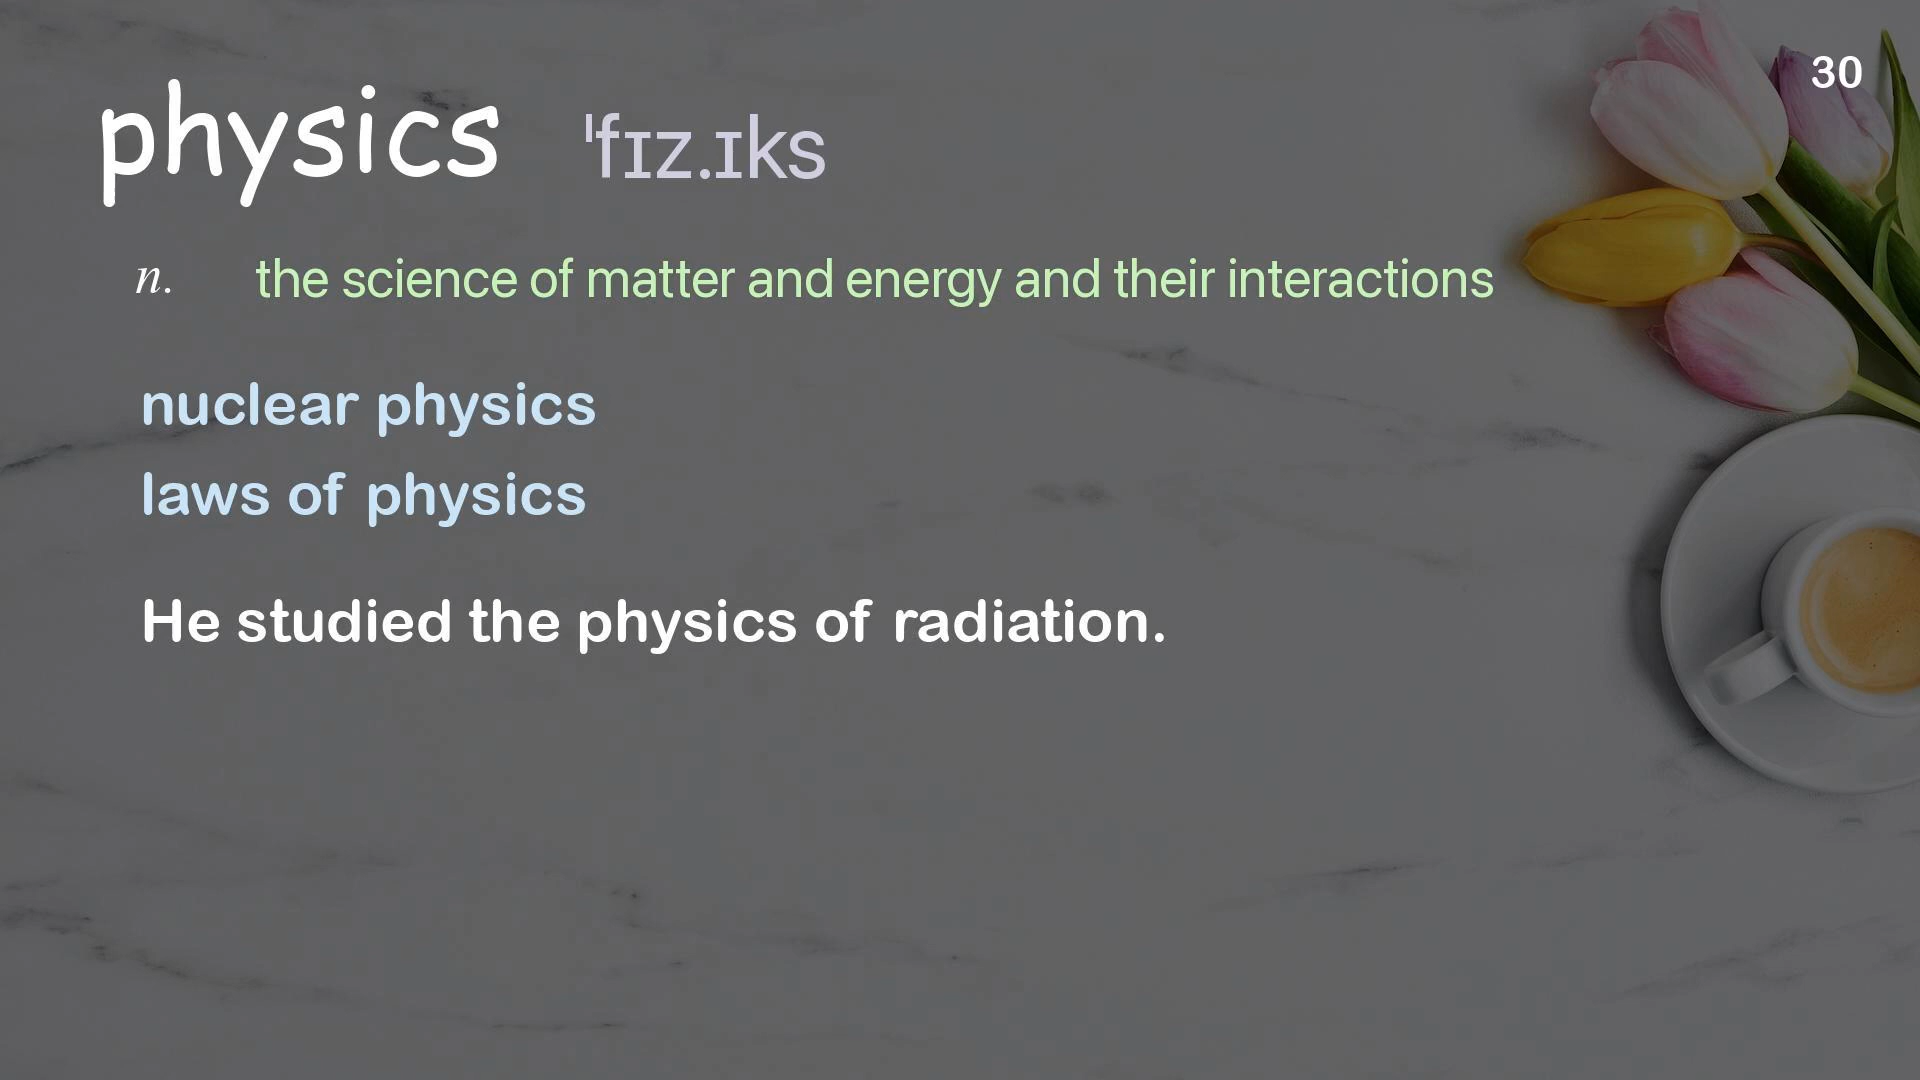 30
physics ˈfɪz.ɪks
n. the science of matter and energy and their interactions
nuclear physics
laws of physics
He studied the physics of radiation.